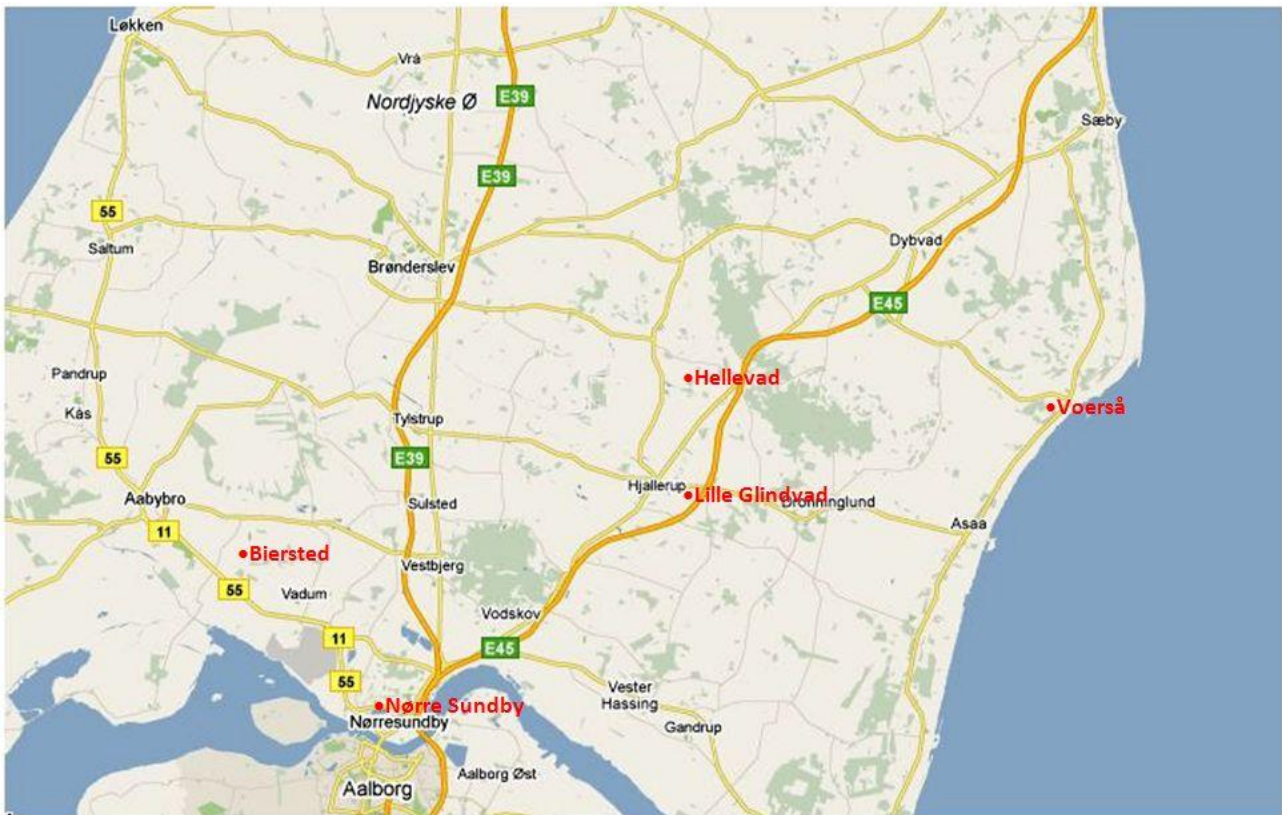 Løkken
Vrå
Nordjyske Ø
E39
Sæby
E39
55
Saltum
Dybvad
Brønderslev
E45
Pandrup
•Hellevad
Kås
•Voerså
Tylstrup
55
E39
Hjallerup
•Lille Glindvad
Aabybro
Sulsted
Dronninglund
11
Asaa
•Biersted
Vestbjerg
55
Vadum
Vodskov
11
E45
55
Vester
Hassing
•Nørre Sundby
Nørresundby
Gandrup
Aalborg Øst
Aalborg